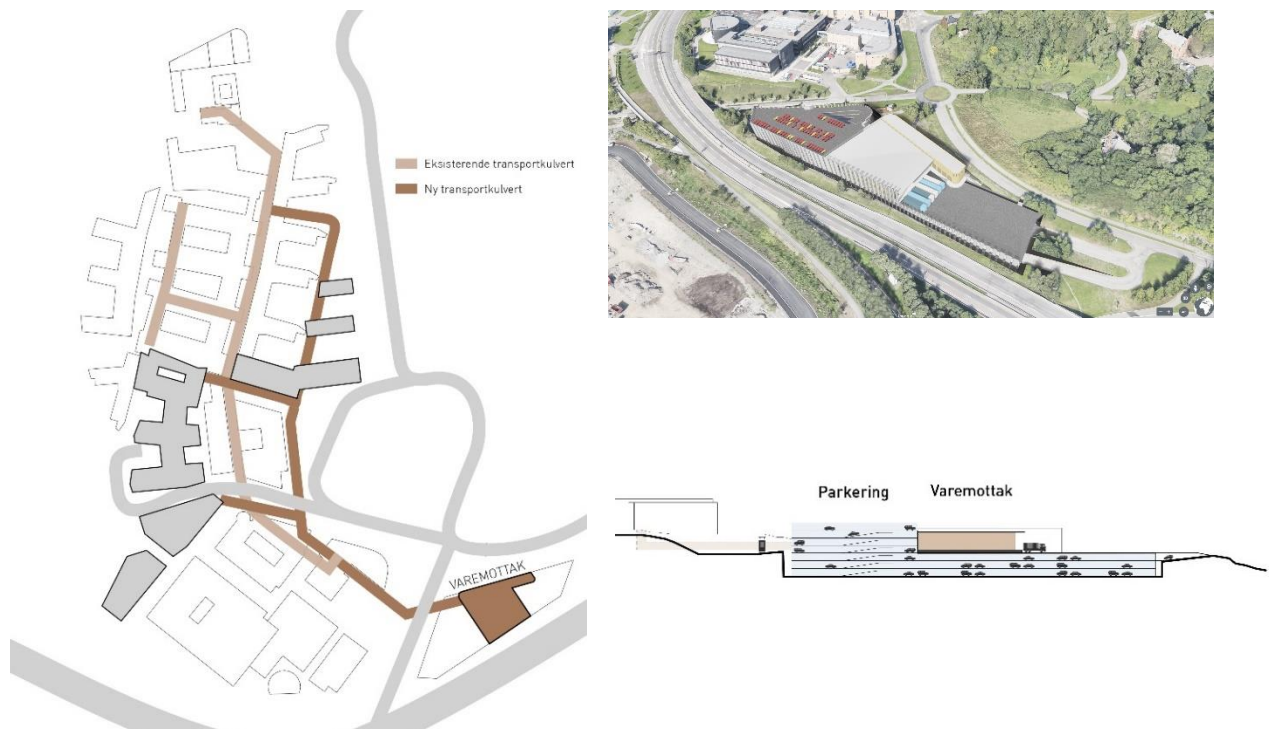 Eksisterende transportkulvert
Ny transportkulvert
VAREMOTTAK
Parkering
Varemottak